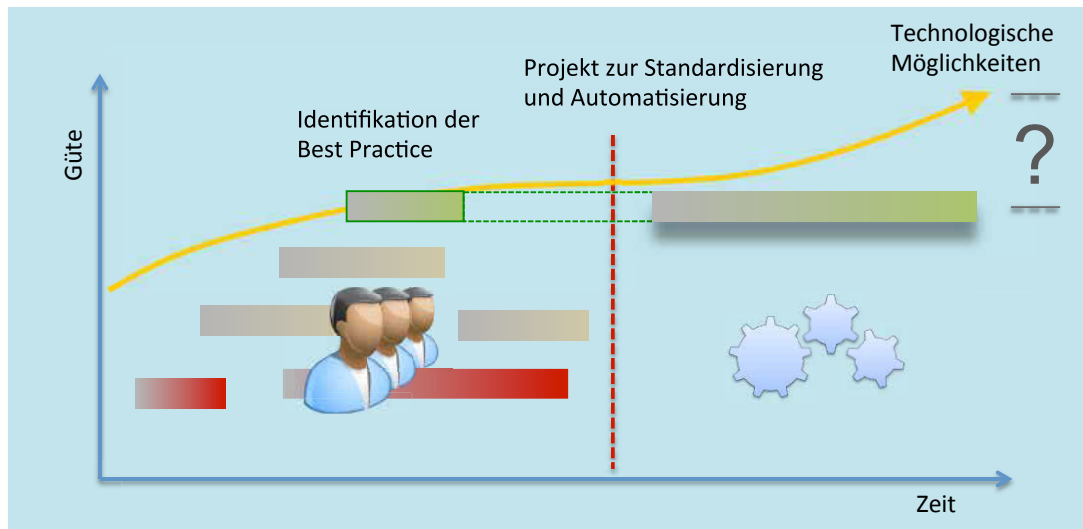 Technologische
Möglichkeiten
Projekt zur Standardisierung
und Automatisierung
Identifikation der
Best Practice
Güte
?
Zeit